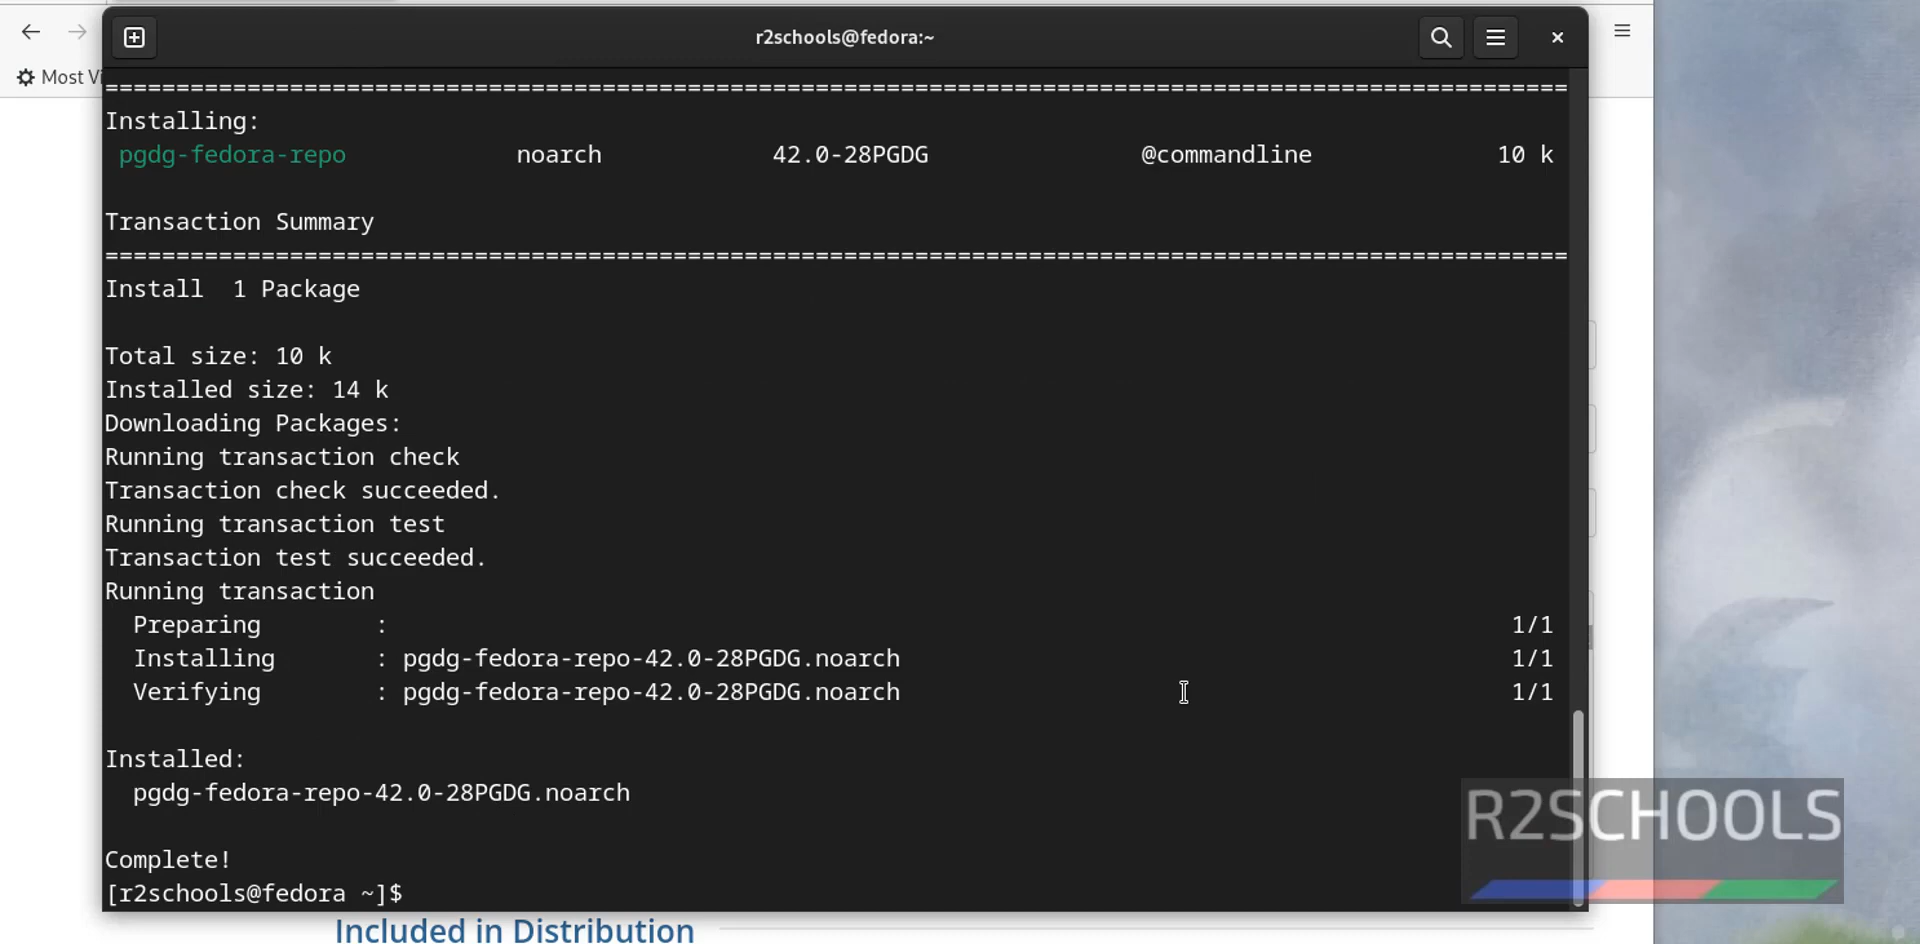 r2schools@fedora:~
Most Vi
================================================================================
Installing:
pgdg-fedora-repo noarch 42.0-28PGDG @commandline 10 k
Transaction Summary
================================================================================
Install 1 Package
Total size: 10 k
Installed size: 14 k
Downloading Packages:
Running transaction check
Transaction check succeeded.
Running transaction test
Transaction test succeeded.
Running transaction
Preparing : 1/1
Installing : pgdg-fedora-repo-42.0-28PGDG.noarch 1/1
Verifying : pgdg-fedora-repo-42.0-28PGDG.noarch 1/1
Installed:
pgdg-fedora-repo-42.0-28PGDG.noarch
R2SCHOOLS
Complete!
[r2schools@fedora ~]$
Included in Distribution